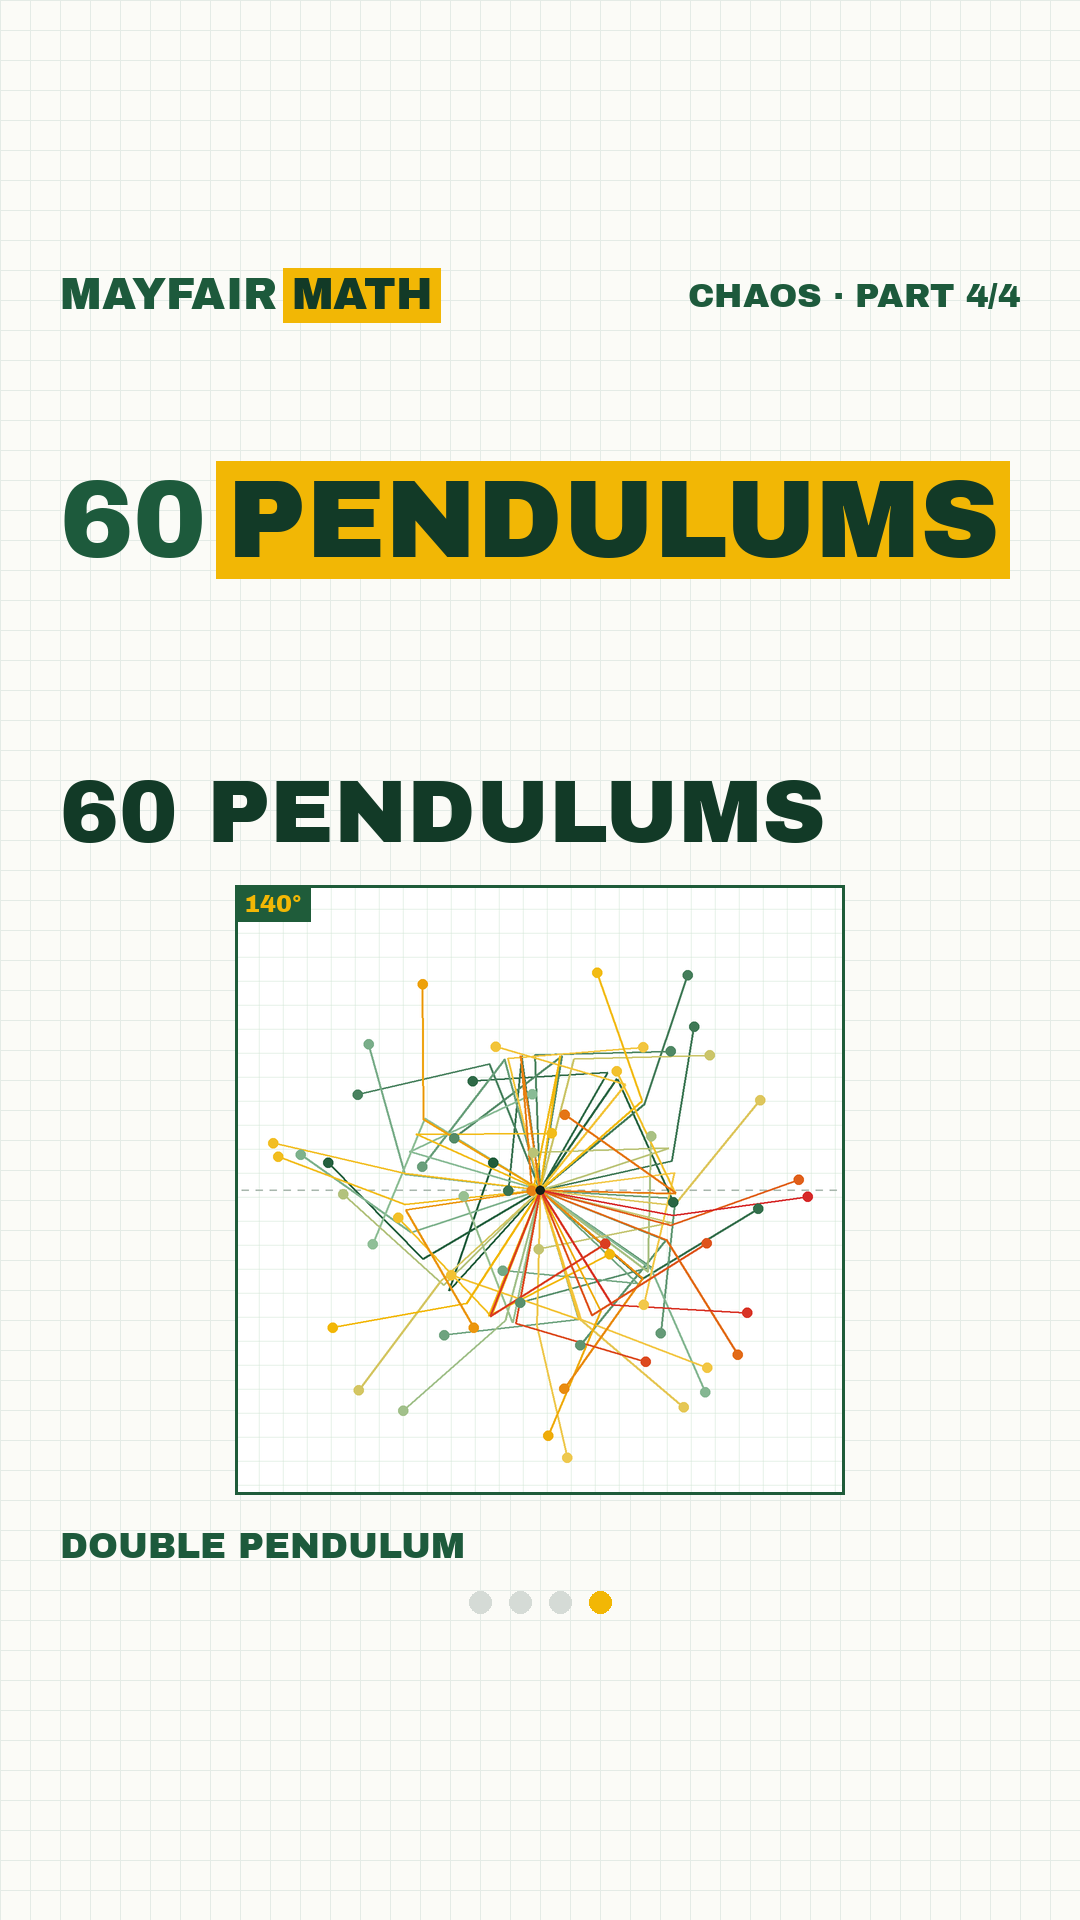 MAYFAIR MATH
CHAOS · PART 4/4
60 PENDULUMS
60 PENDULUMS
140°
DOUBLE PENDULUM